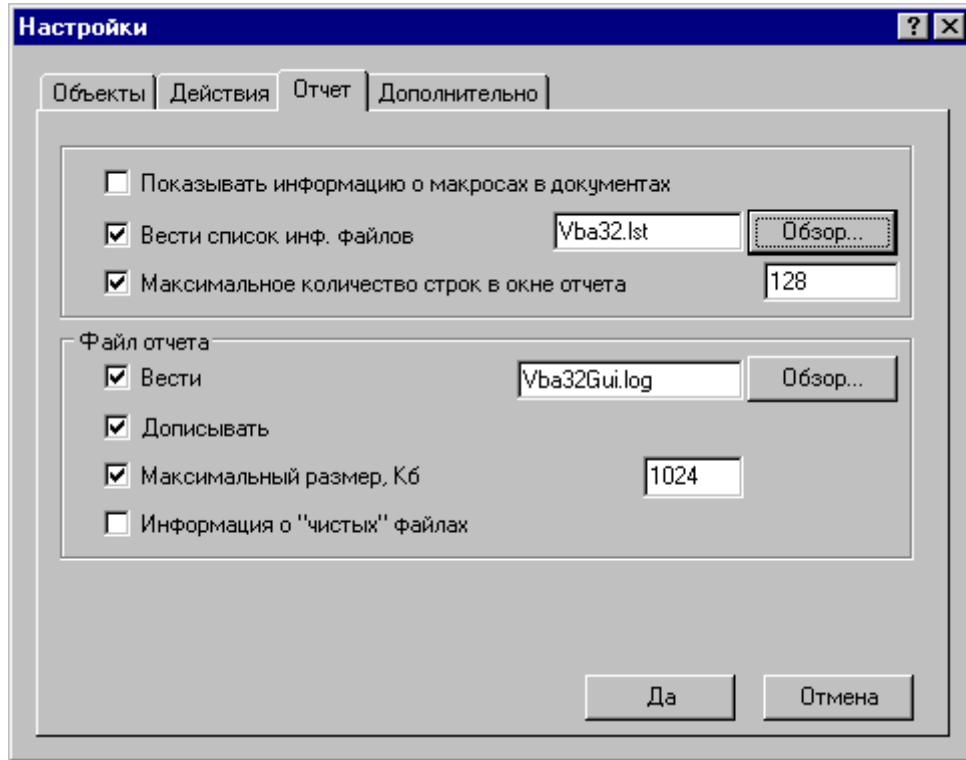 Настройки
Объекты Действия Отчет Дополнительно
Показывать информацию о макросах в документах
Вести список инф. файлов Vba32.lst Обзор...
Максимальное количество строк в окне отчета 128
Файл отчета
Вести Vba32Gui.log Обзор...
Дописывать
Максимальный размер, Кб 1024
Информация о "чистых" файлах
Да Отмена